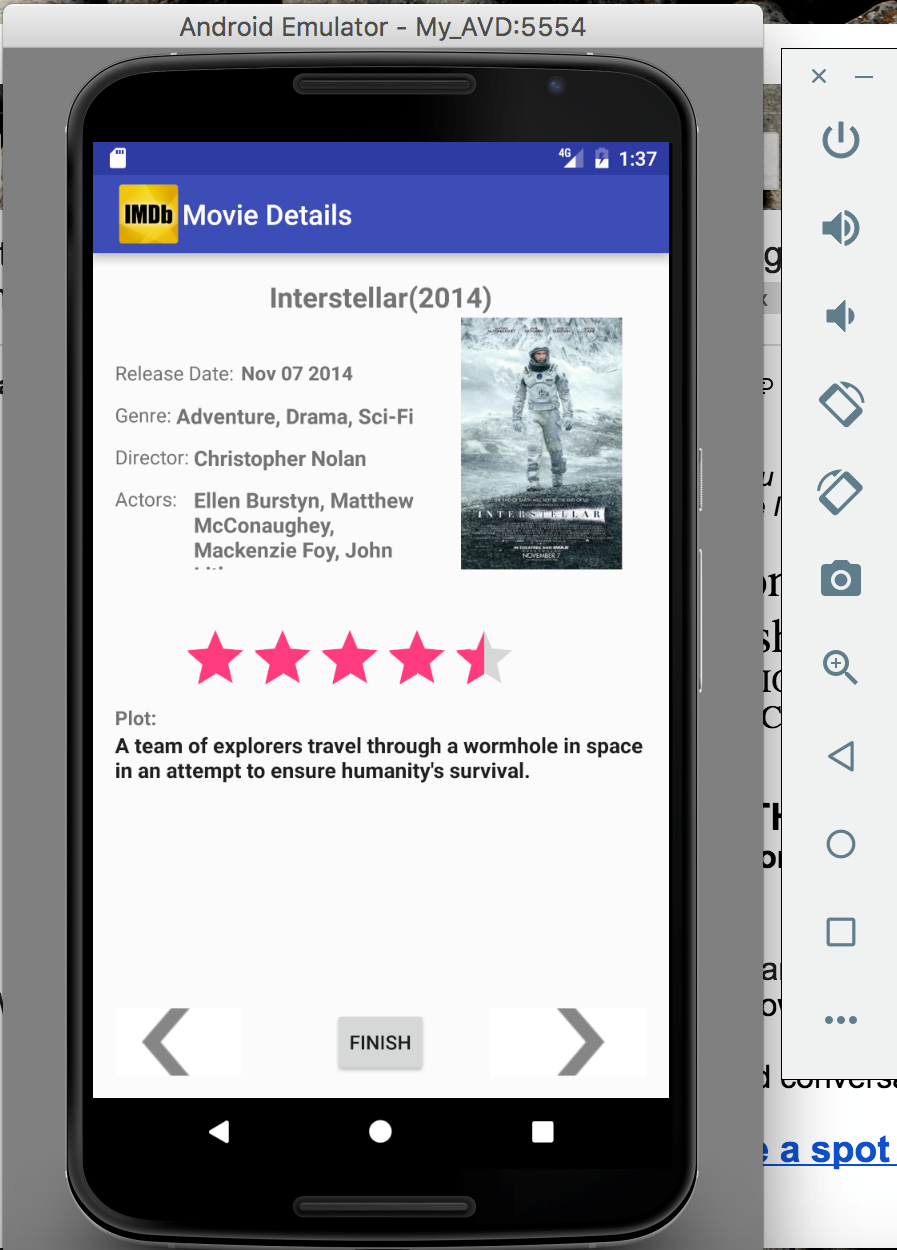 Android Emulator - My_AVD:5554
4G 1:37
IMDb Movie Details
Interstellar(2014)
Release Date: Nov 07 2014
Genre: Adventure, Drama, Sci-Fi
Director: Christopher Nolan
Actors: Ellen Burstyn, Matthew
McConaughey,
Mackenzie Foy, John
INTERSTELLAR
NOVEMBER 7
Plot:
A team of explorers travel through a wormhole in space
in an attempt to ensure humanity's survival.
FINISH
a spot